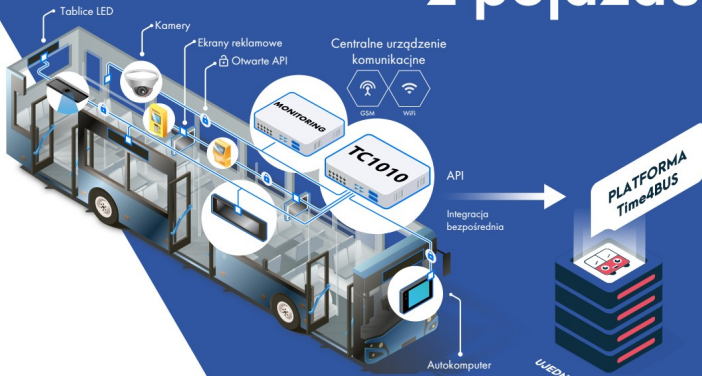 z pojazdu
Tablice LED
Kamery
Ekrany reklamowe
Otwarte API
Centralne urządzenie
komunikacyjne
GSM
WiFi
MONITORING
TC1010
API
Integracja
bezpośrednia
PLATFORMA
Time4BUS
Autokomputer